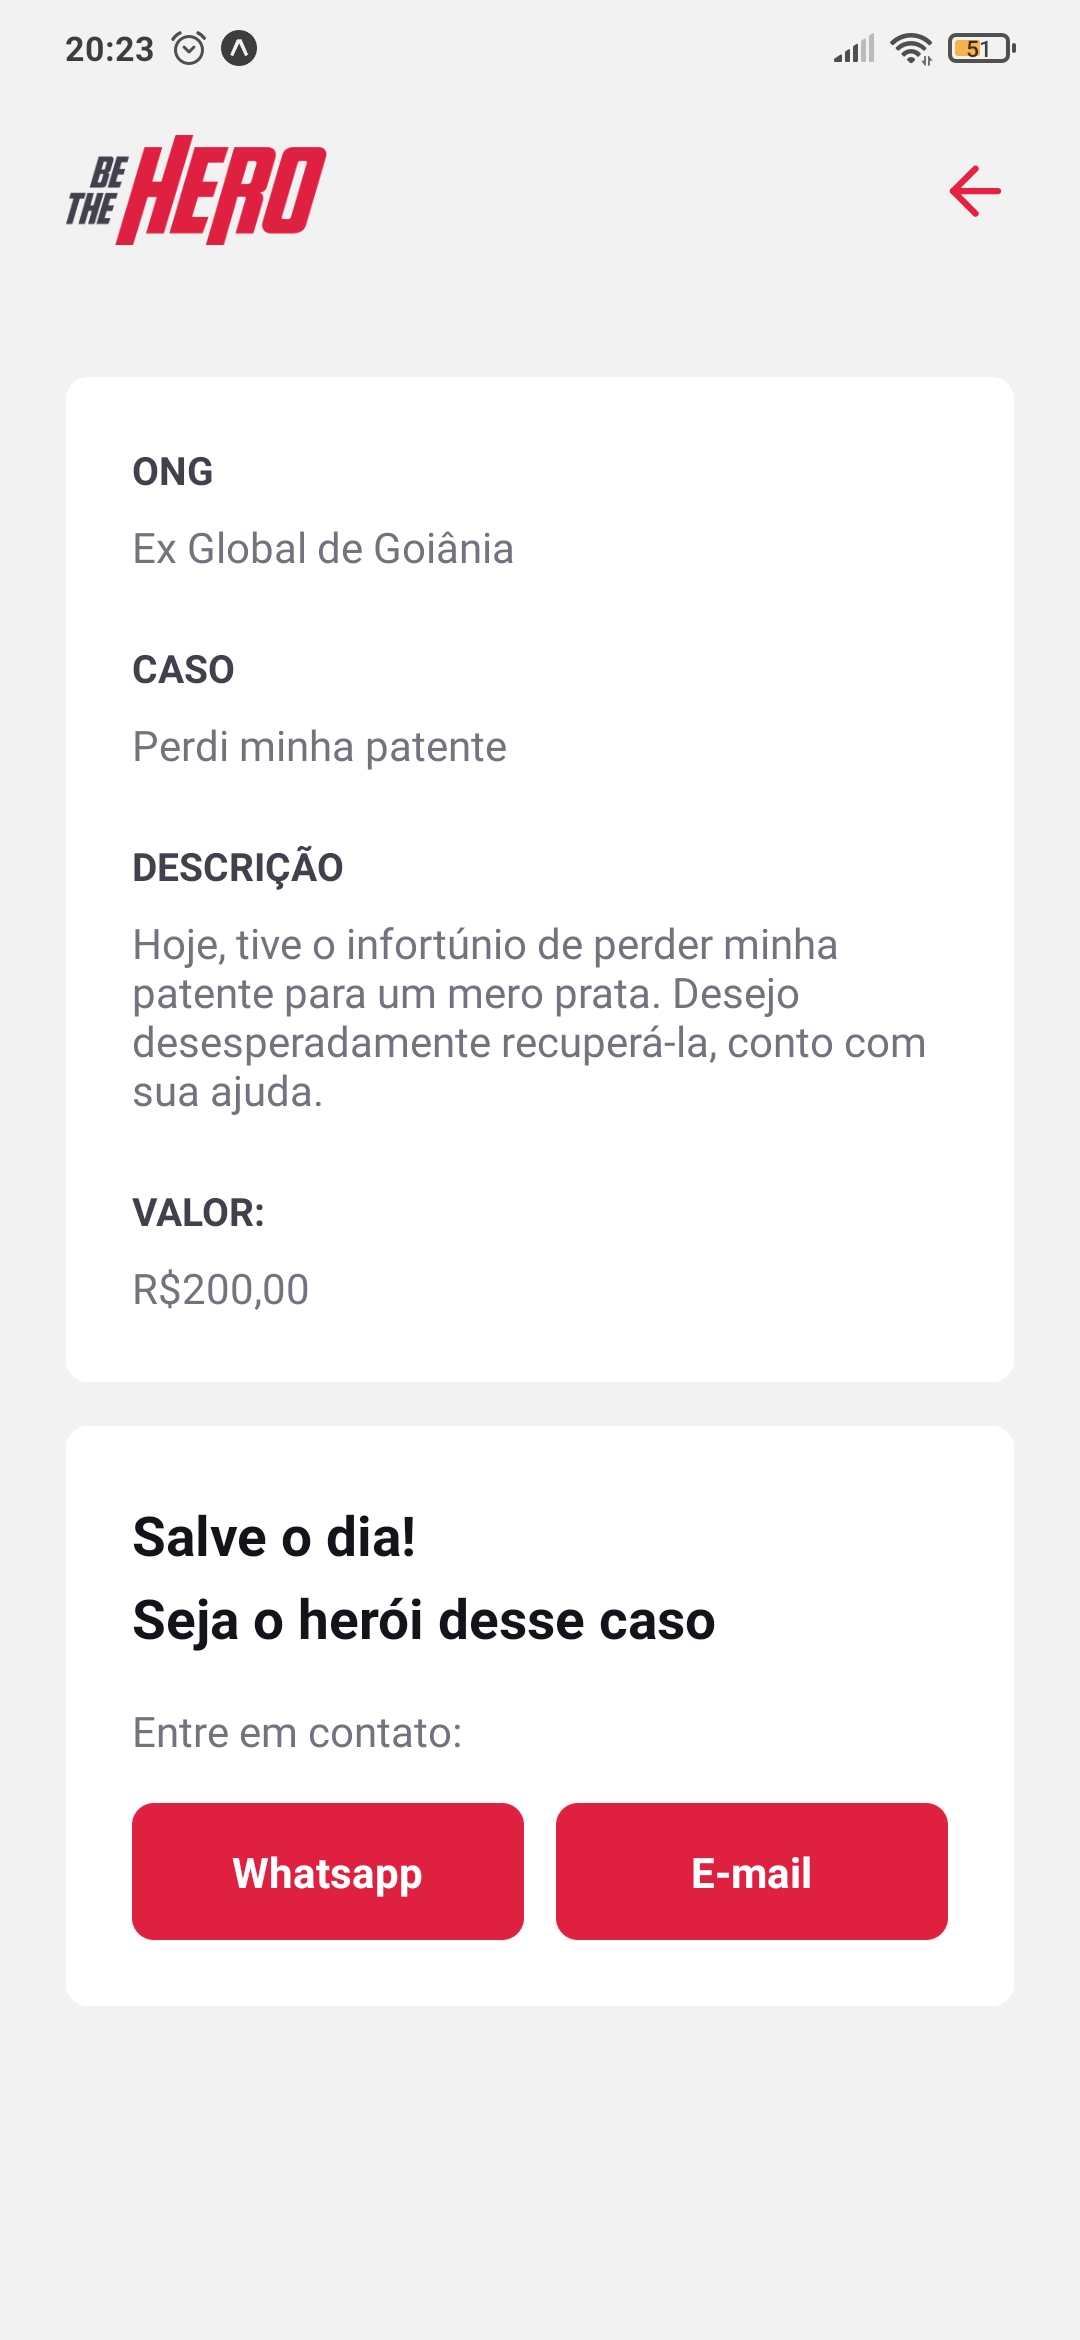 20:23
51
BE
THE
HERO
ONG
Ex Global de Goiânia
CASO
Perdi minha patente
DESCRIÇÃO
Hoje, tive o infortúnio de perder minha
patente para um mero prata. Desejo
desesperadamente recuperá-la, conto com
sua ajuda.
VALOR:
R$200,00
Salve o dia!
Seja o herói desse caso
Entre em contato:
Whatsapp
E-mail